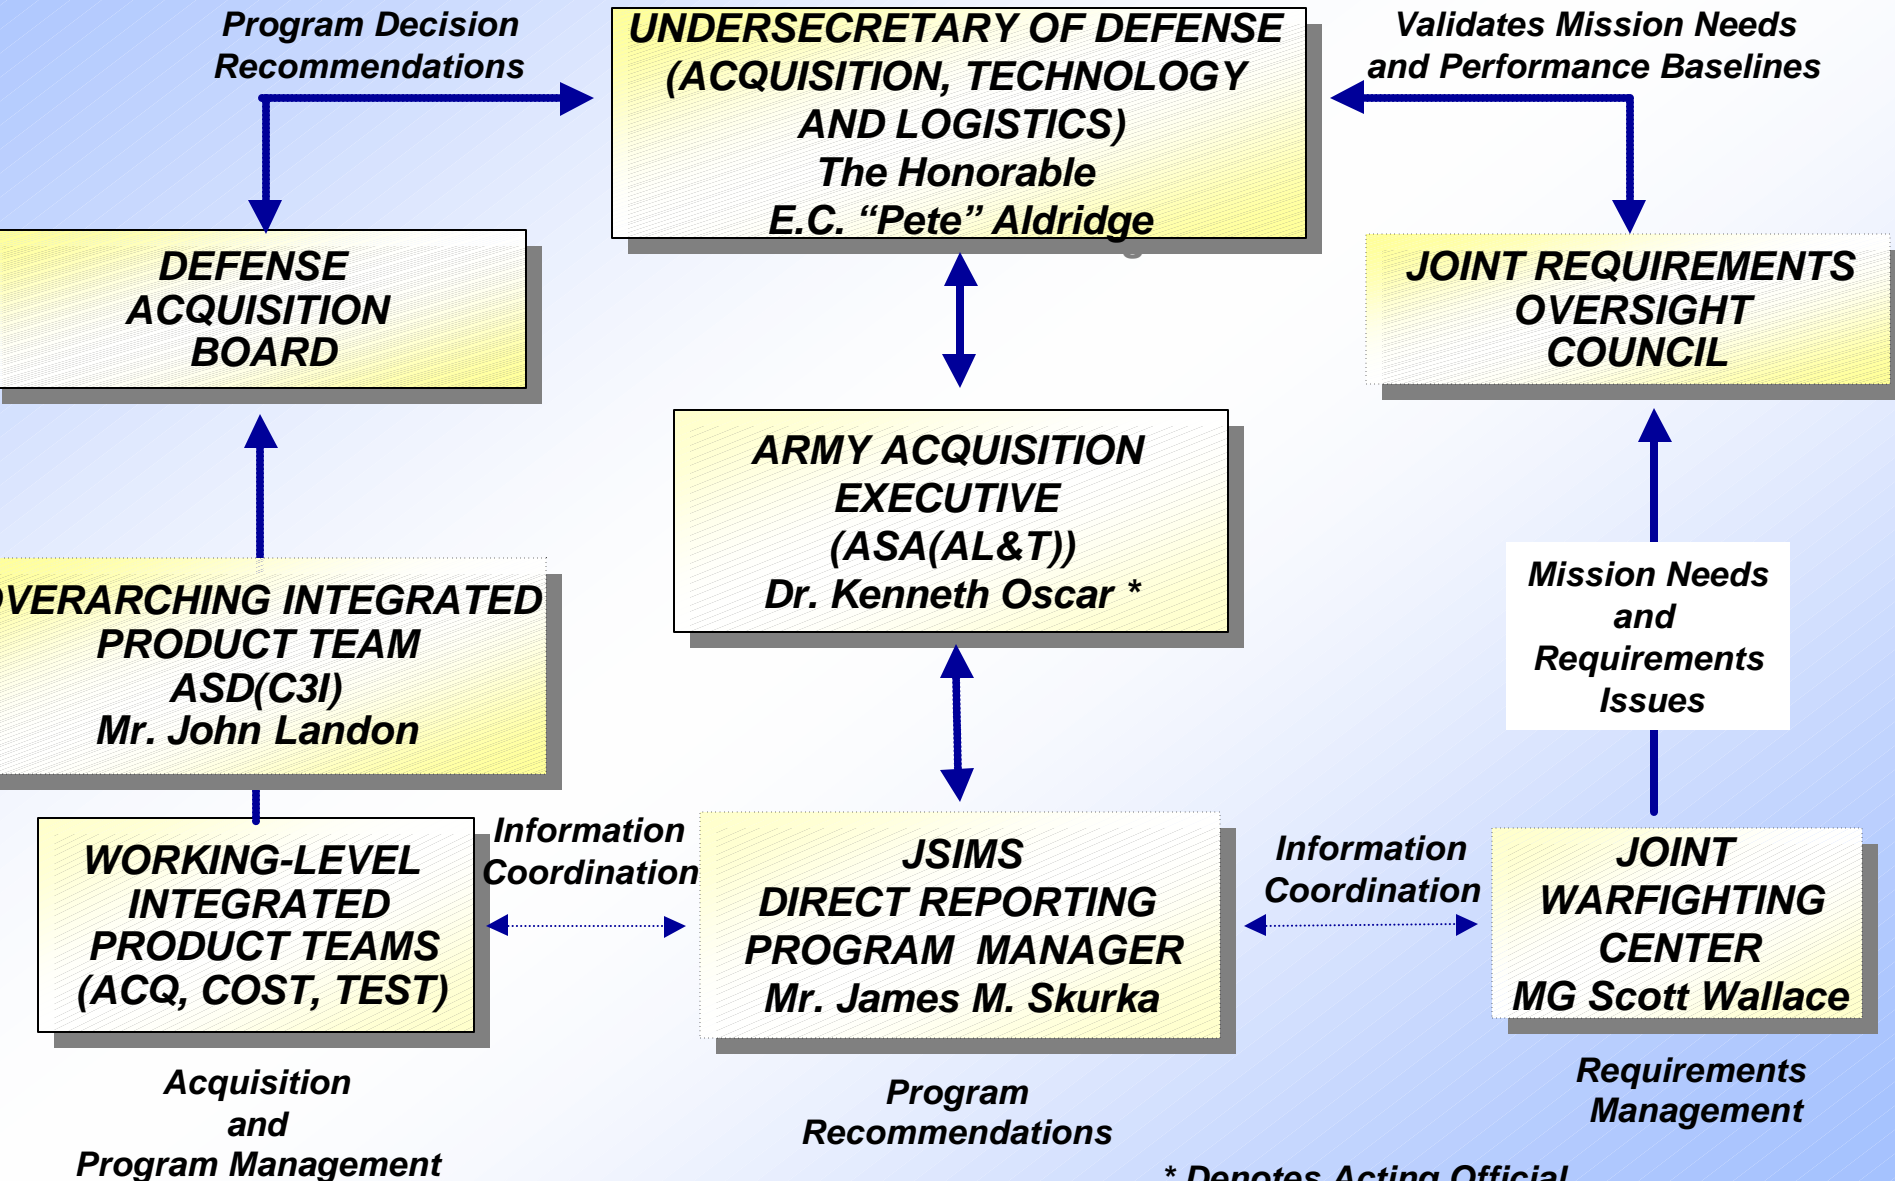 Program Decision
Recommendations
UNDERSECRETARY OF DEFENSE
(ACQUISITION, TECHNOLOGY
AND LOGISTICS)
The Honorable
E.C. “Pete” Aldridge
Validates Mission Needs
and Performance Baselines
DEFENSE
ACQUISITION
BOARD
JOINT REQUIREMENTS
OVERSIGHT
COUNCIL
ARMY ACQUISITION
EXECUTIVE
(ASA(AL&T))
Dr. Kenneth Oscar *
OVERARCHING INTEGRATED
PRODUCT TEAM
ASD(C3I)
Mr. John Landon
Mission Needs
and
Requirements
Issues
WORKING-LEVEL
INTEGRATED
PRODUCT TEAMS
(ACQ, COST, TEST)
Information
Coordination
JSIMS
DIRECT REPORTING
PROGRAM MANAGER
Mr. James M. Skurka
Information
Coordination
JOINT
WARFIGHTING
CENTER
MG Scott Wallace
Acquisition
and
Program Management
Program
Recommendations
Requirements
Management
* Denotes Acting Official